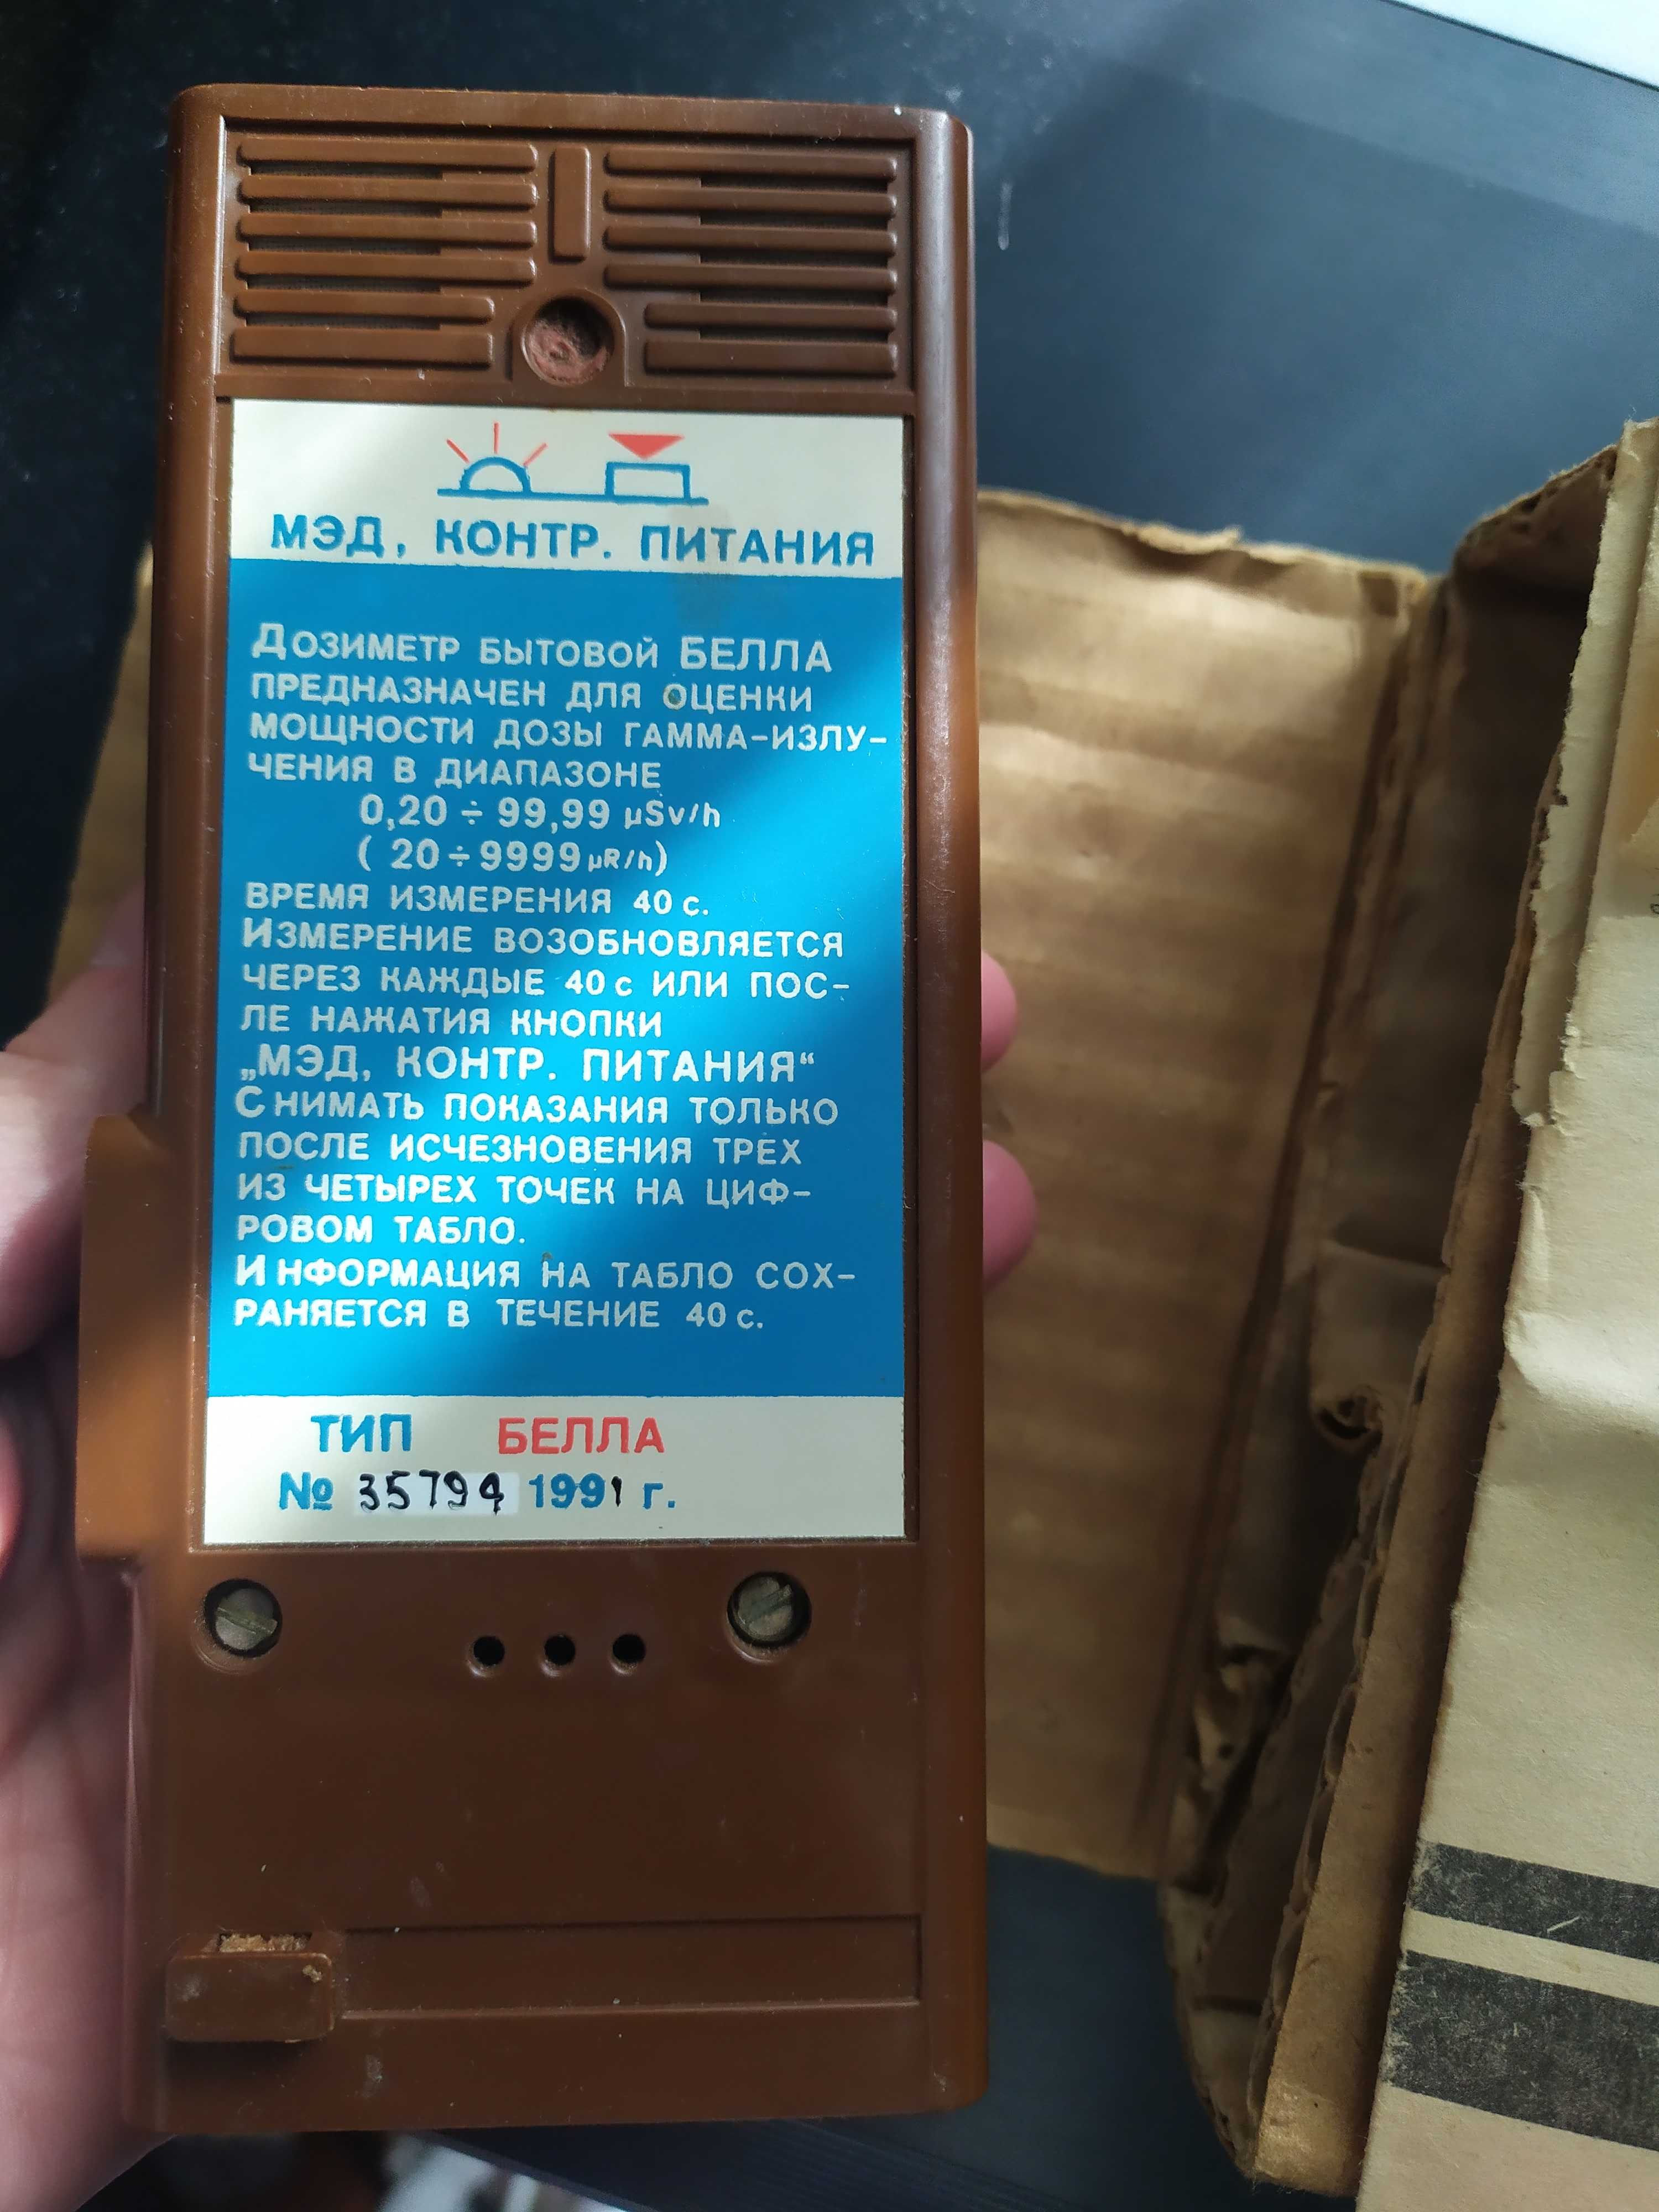 МЭД, КОНТР. ПИТАНИЯ
ДОЗИМЕТР БЫТОВОЙ БЕЛЛА
ПРЕДНАЗНАЧЕН ДЛЯ ОЦЕНКИ
МОЩНОСТИ ДОЗЫ ГАММА-ИЗЛУ-
ЧЕНИЯ В ДИАПАЗОНЕ
0,20 ÷ 99,99 µSv/h
( 20 ÷ 9999 µR/h)
ВРЕМЯ ИЗМЕРЕНИЯ 40 с.
ИЗМЕРЕНИЕ ВОЗОБНОВЛЯЕТСЯ
ЧЕРЕЗ КАЖДЫЕ 40 с ИЛИ ПОС-
ЛЕ НАЖАТИЯ КНОПКИ
„МЭД, КОНТР. ПИТАНИЯ“
СНИМАТЬ ПОКАЗАНИЯ ТОЛЬКО
ПОСЛЕ ИСЧЕЗНОВЕНИЯ ТРЕХ
ИЗ ЧЕТЫРЕХ ТОЧЕК НА ЦИФ-
РОВОМ ТАБЛО.
ИНФОРМАЦИЯ НА ТАБЛО СОХ-
РАНЯЕТСЯ В ТЕЧЕНИЕ 40 с.
ТИП БЕЛЛА
№ 35794 1991 г.